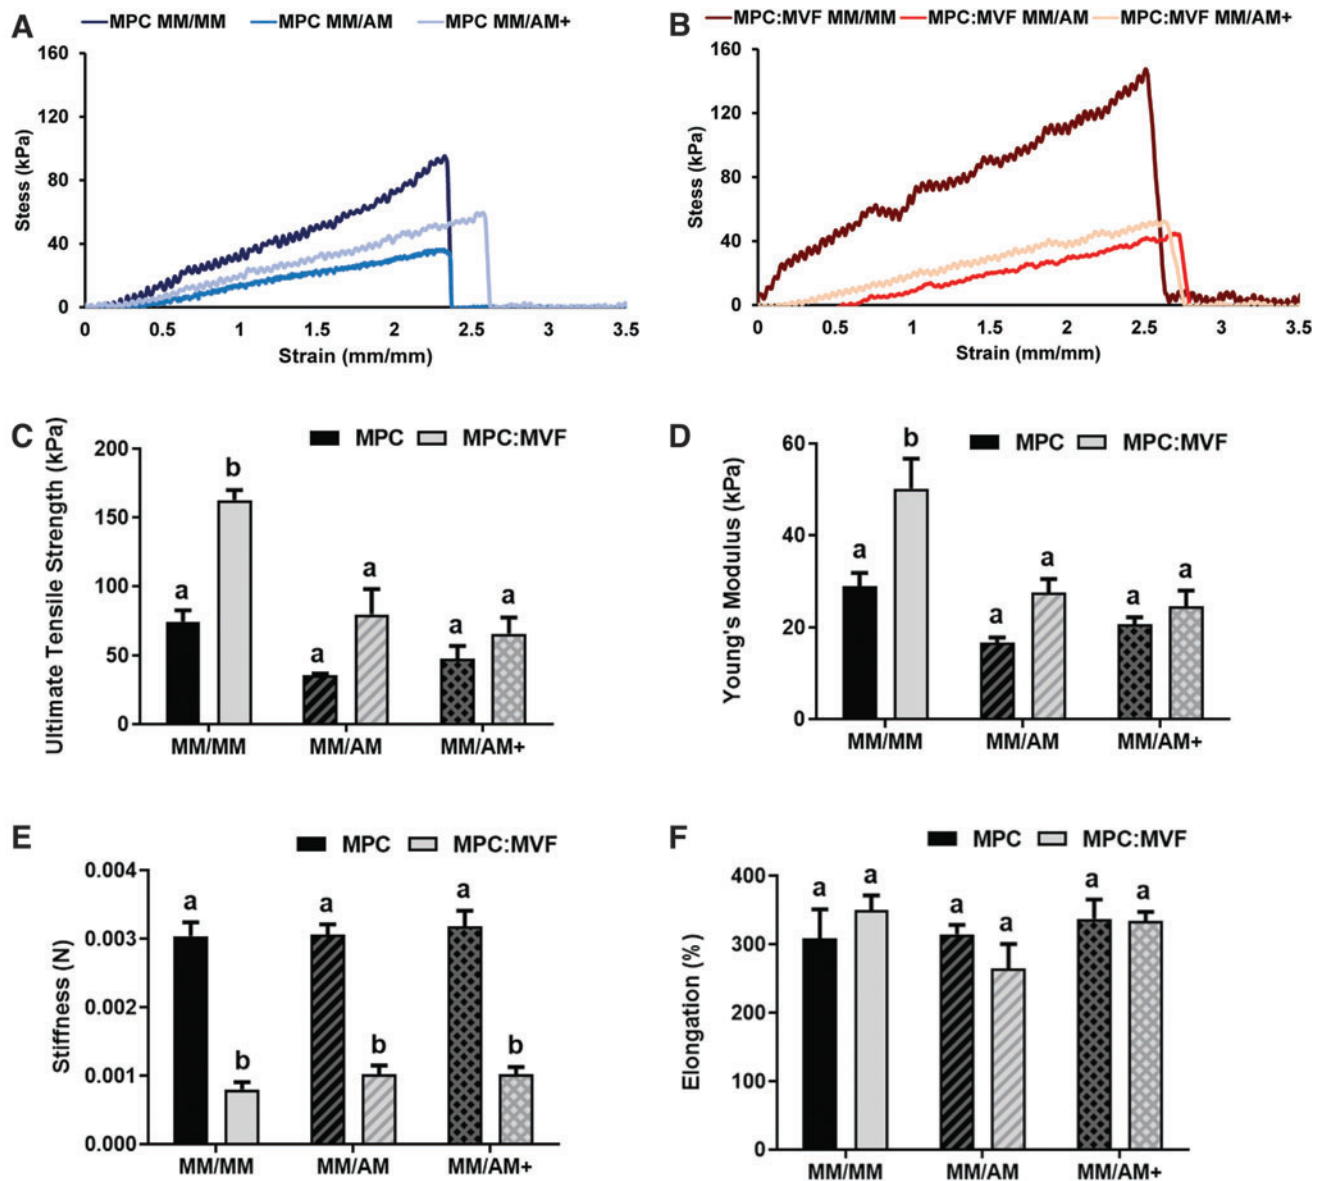 A
MPC MM/MM MPC MM/AM MPC MM/AM+
160
120
80
40
0
Stess (kPa)
0 0.5 1 1.5 2 2.5 3 3.5
Strain (mm/mm)
B
MPC:MVF MM/MM MPC:MVF MM/AM MPC:MVF MM/AM+
160
120
80
40
0
Stess (kPa)
0 0.5 1 1.5 2 2.5 3 3.5
Strain (mm/mm)
C
MPC MPC:MVF
Ultimate Tensile Strength (kPa)
200
150
100
50
0
a b a a a a
MM/MM MM/AM MM/AM+
D
MPC MPC:MVF
Young's Modulus (kPa)
60
40
20
0
a b a a a a
MM/MM MM/AM MM/AM+
E
MPC MPC:MVF
Stiffness (N)
0.004
0.003
0.002
0.001
0.000
a b a b a b
MM/MM MM/AM MM/AM+
F
MPC MPC:MVF
Elongation (%)
400
300
200
100
0
a a a a a a
MM/MM MM/AM MM/AM+